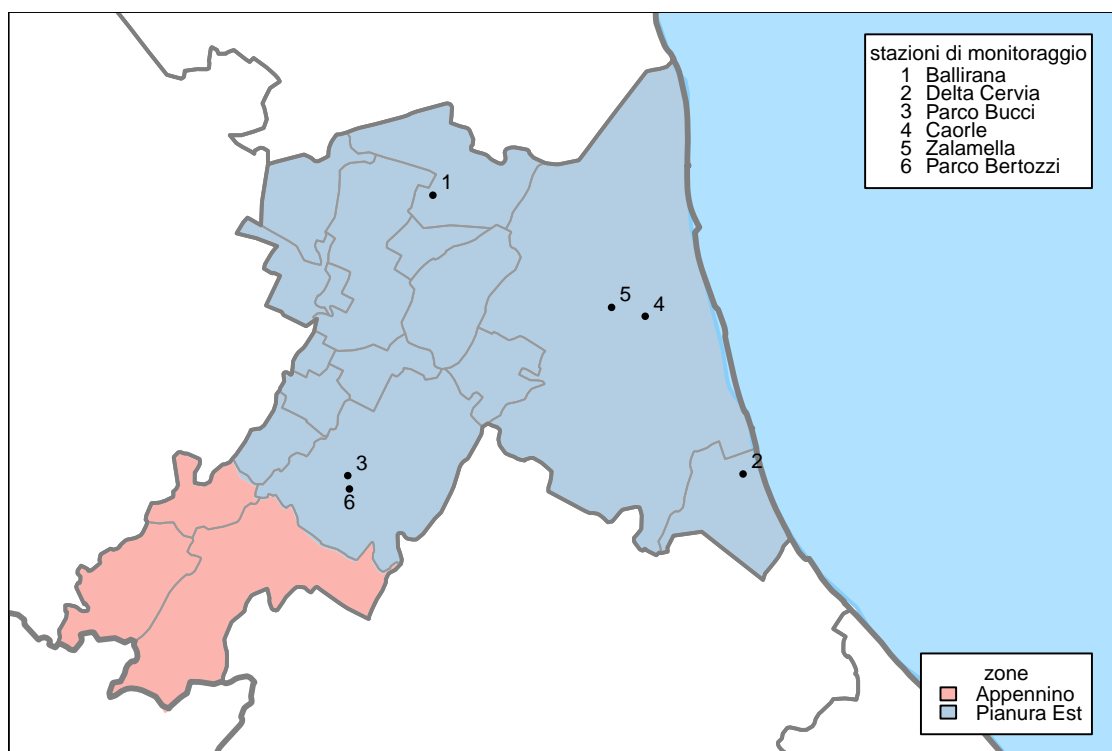 stazioni di monitoraggio
1 Ballirana
2 Delta Cervia
3 Parco Bucci
4 Caorle
5 Zalamella
6 Parco Bertozzi
1
5
4
2
3
6
zone
Appennino
Pianura Est